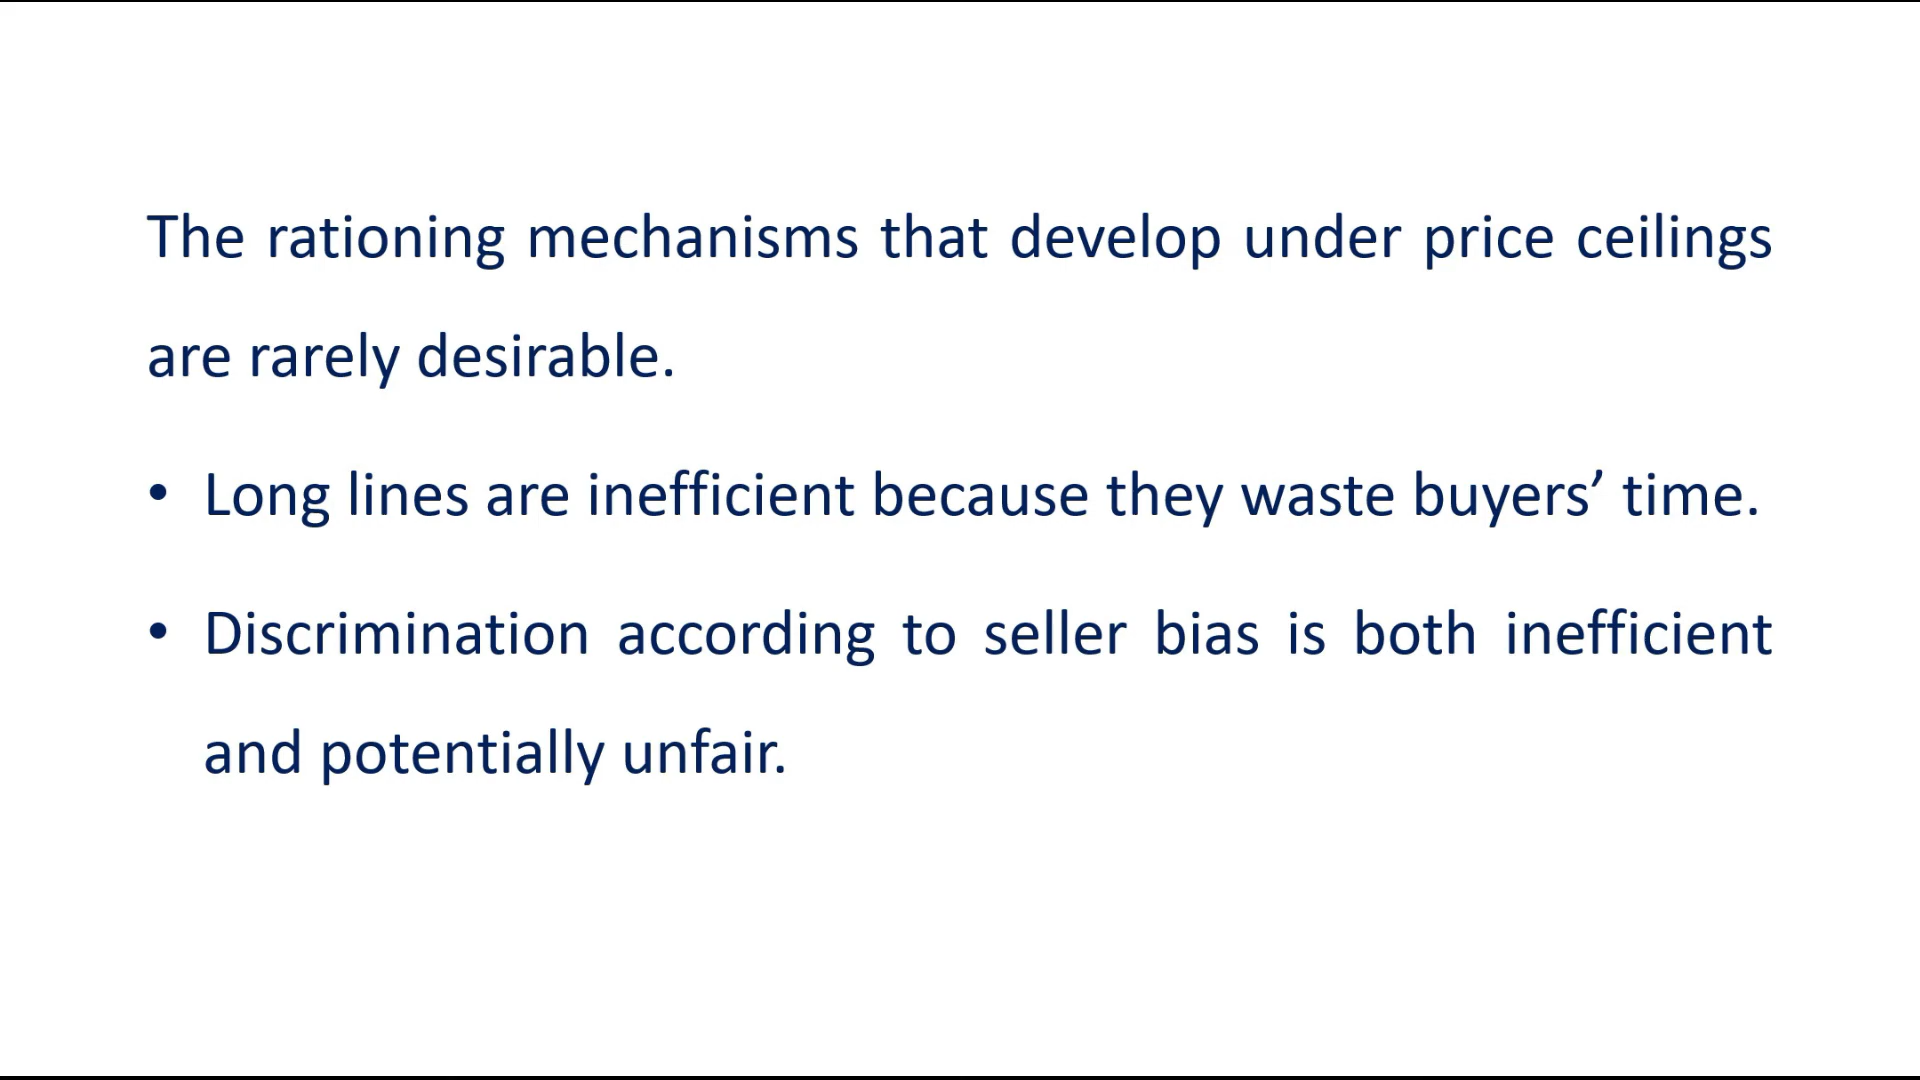 The rationing mechanisms that develop under price ceilings
are rarely desirable.
• Long lines are inefficient because they waste buyers’ time.
• Discrimination according to seller bias is both inefficient
and potentially unfair.